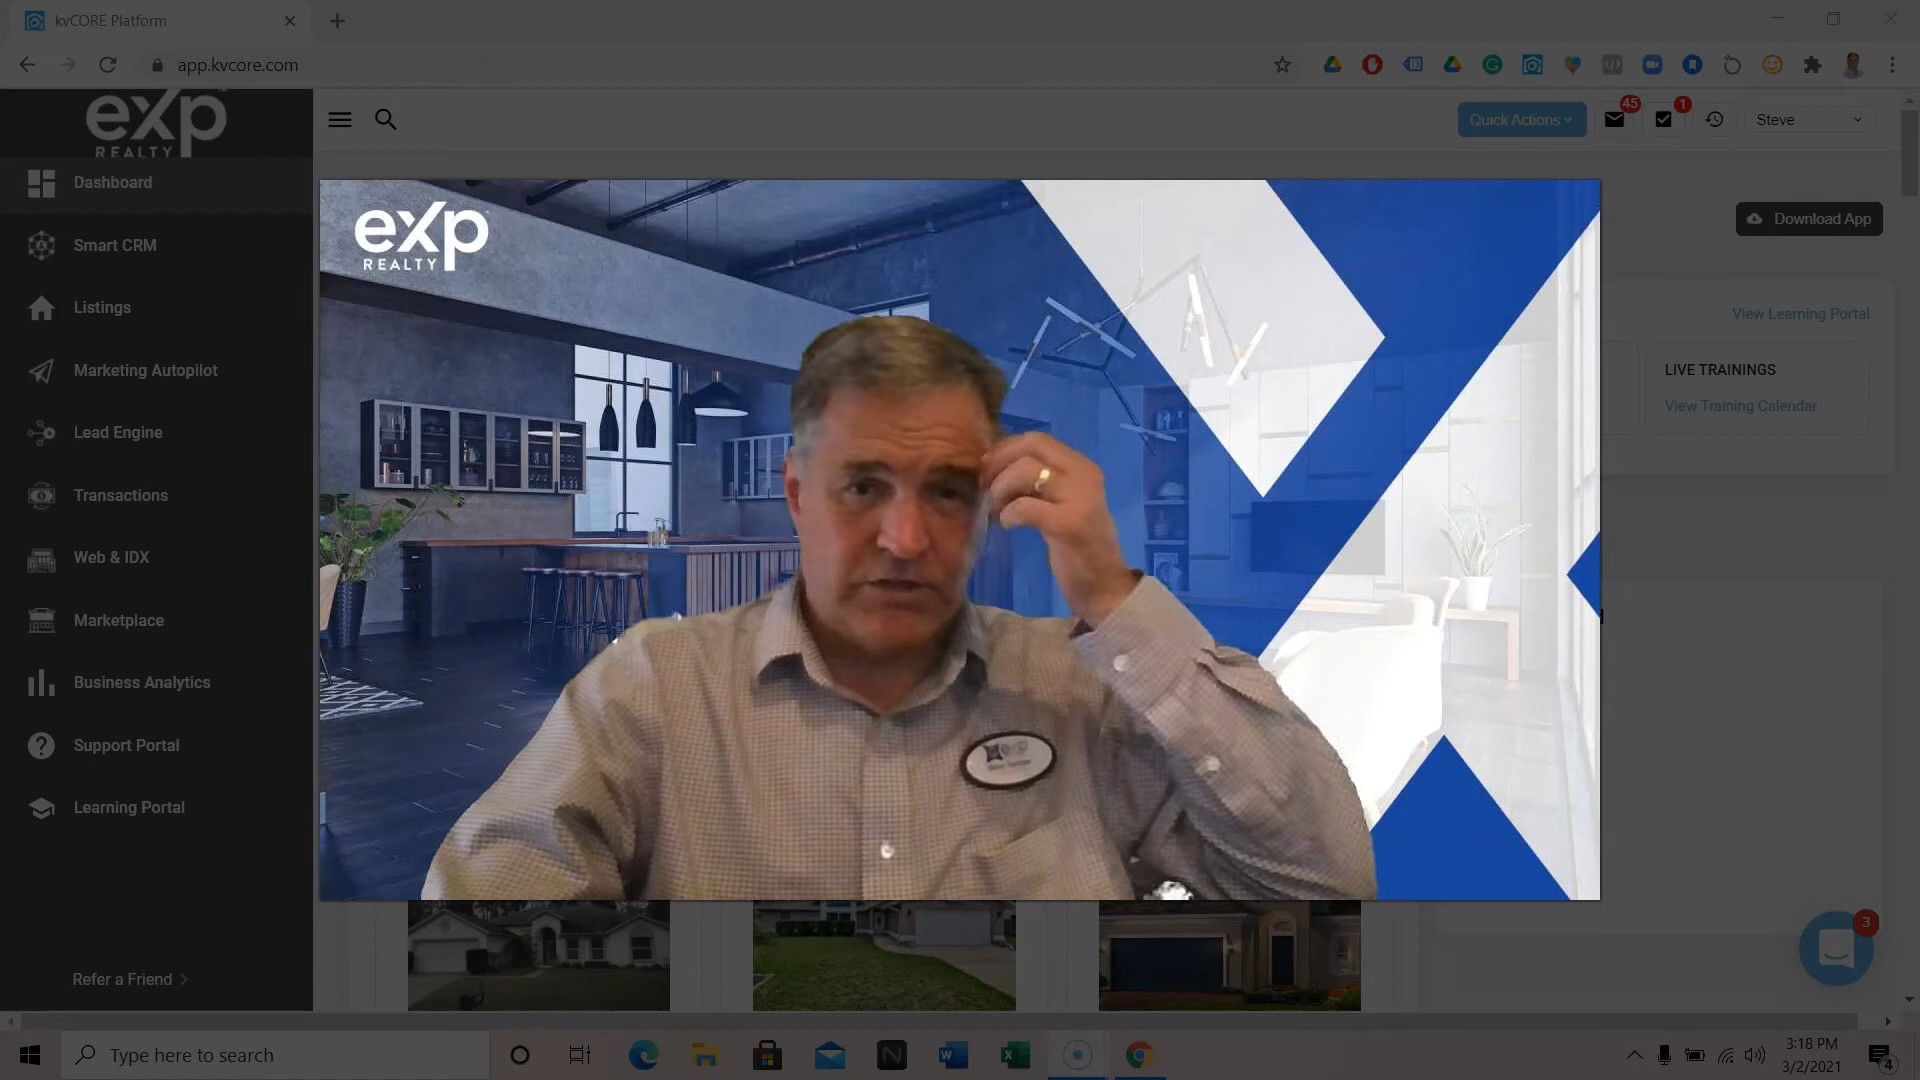 kvCORE Platform
app.kvcore.com
exp
REALTY
Quick Actions
45
1
Steve
Dashboard
Smart CRM
Listings
Marketing Autopilot
Lead Engine
Transactions
Web & IDX
Marketplace
Business Analytics
Support Portal
Learning Portal
Refer a Friend
exp
REALTY
exp
Download App
View Learning Portal
LIVE TRAININGS
View Training Calendar
3
Type here to search
3:18 PM
3/2/2021
4